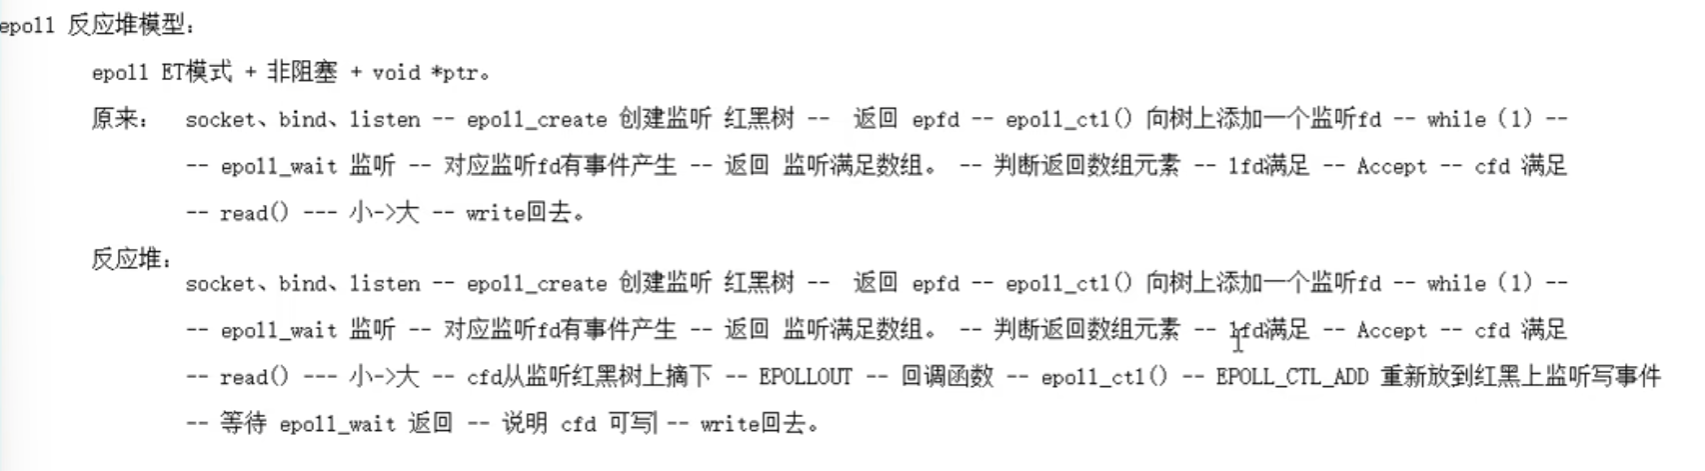 epoll 反应堆模型：
epoll ET模式 + 非阻塞 + void *ptr。
原来： socket、bind、listen -- epoll_create 创建监听 红黑树 -- 返回 epfd -- epoll_ctl() 向树上添加一个监听fd -- while（1）--
-- epoll_wait 监听 -- 对应监听fd有事件产生 -- 返回 监听满足数组。 -- 判断返回数组元素 -- lfd满足 -- Accept -- cfd 满足
-- read() --- 小->大 -- write回去。
反应堆：
socket、bind、listen -- epoll_create 创建监听 红黑树 -- 返回 epfd -- epoll_ctl() 向树上添加一个监听fd -- while（1）--
-- epoll_wait 监听 -- 对应监听fd有事件产生 -- 返回 监听满足数组。 -- 判断返回数组元素 -- lfd满足 -- Accept -- cfd 满足
-- read() --- 小->大 -- cfd从监听红黑树上摘下 -- EPOLLOUT -- 回调函数 -- epoll_ctl() -- EPOLL_CTL_ADD 重新放到红黑上监听写事件
-- 等待 epoll_wait 返回 -- 说明 cfd 可写 -- write回去。